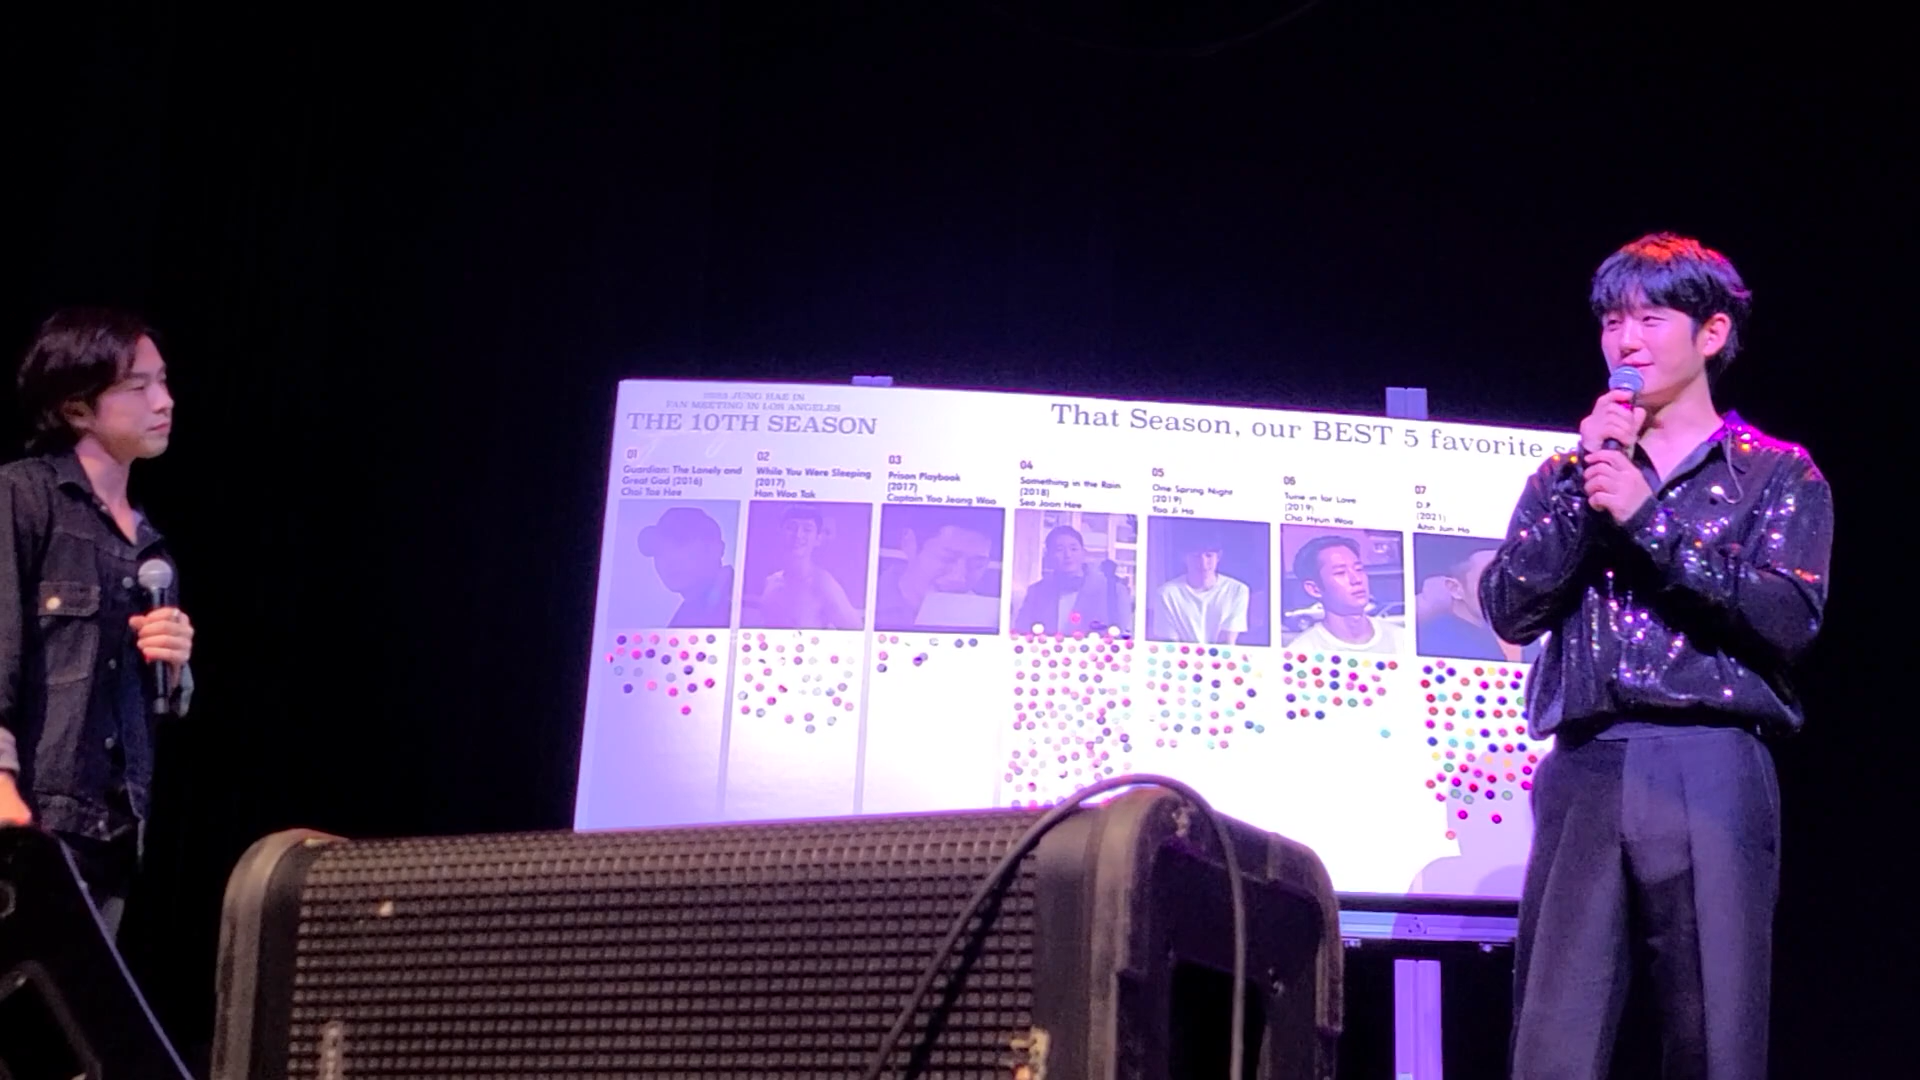 2023 JUNG HAE IN
FAN MEETING IN LOS ANGELES
THE 10TH SEASON
That Season, our BEST 5 favorite
01
Guardian: The Lonely and
Great God (2016)
Choi Tae Hee
02
While You Were Sleeping
(2017)
Han Woo Tak
03
Prison Playbook
(2017)
Captain Yoo Jeong Woo
04
Something in the Rain
(2018)
Seo Joon Hee
05
One Spring Night
(2019)
Yoo Ji Ho
06
Tune in for Love
(2019)
Cha Hyun Woo
07
D.P.
(2021)
Ahn Jun Ho